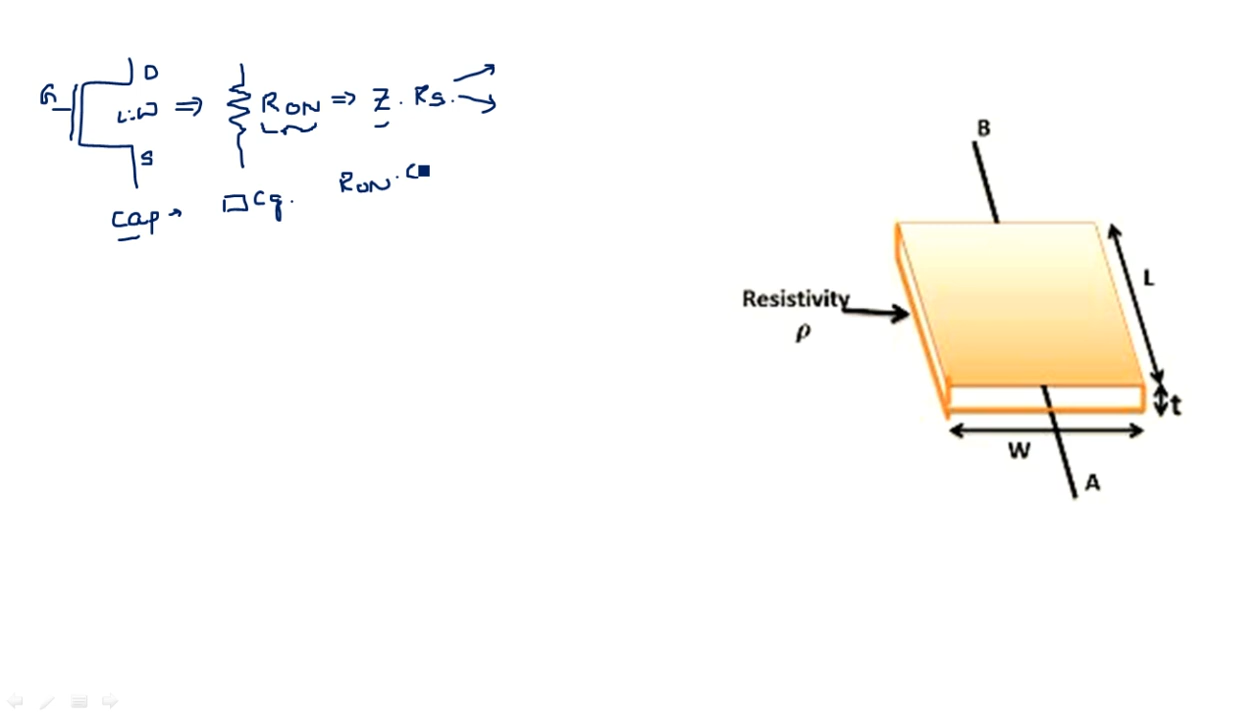 G D
L:W ⇒ RON ⇒ Z . Rs.
S
Cap → □Cg.
RON . C
B
L
Resistivity
ρ
t
W
A